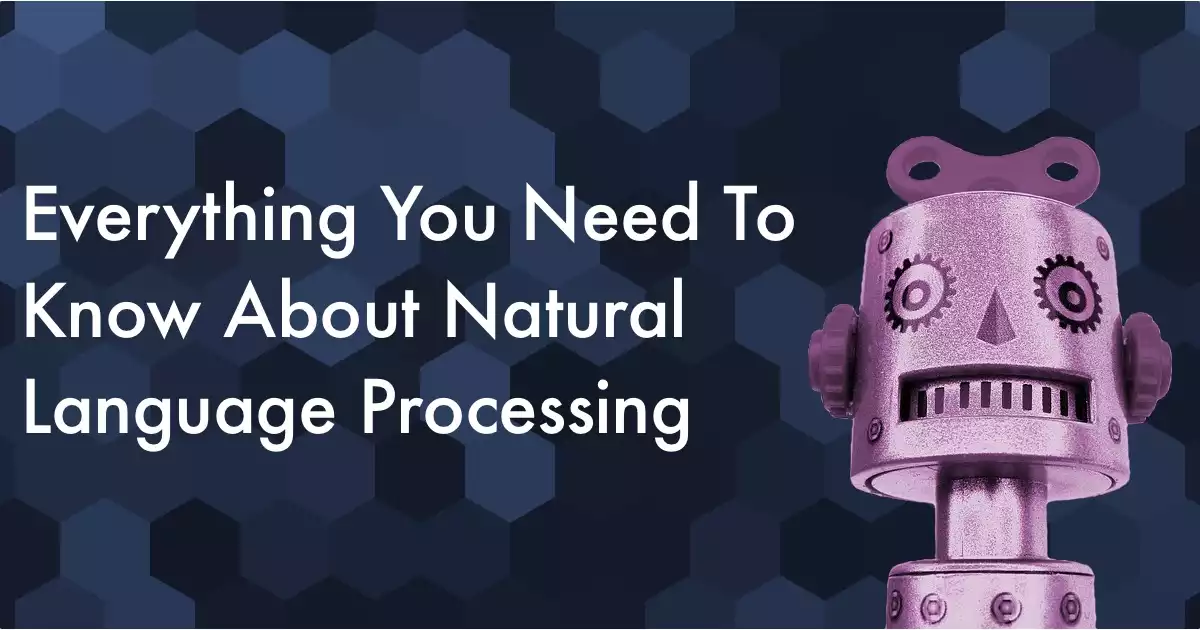 Everything You Need To
Know About Natural
Language Processing